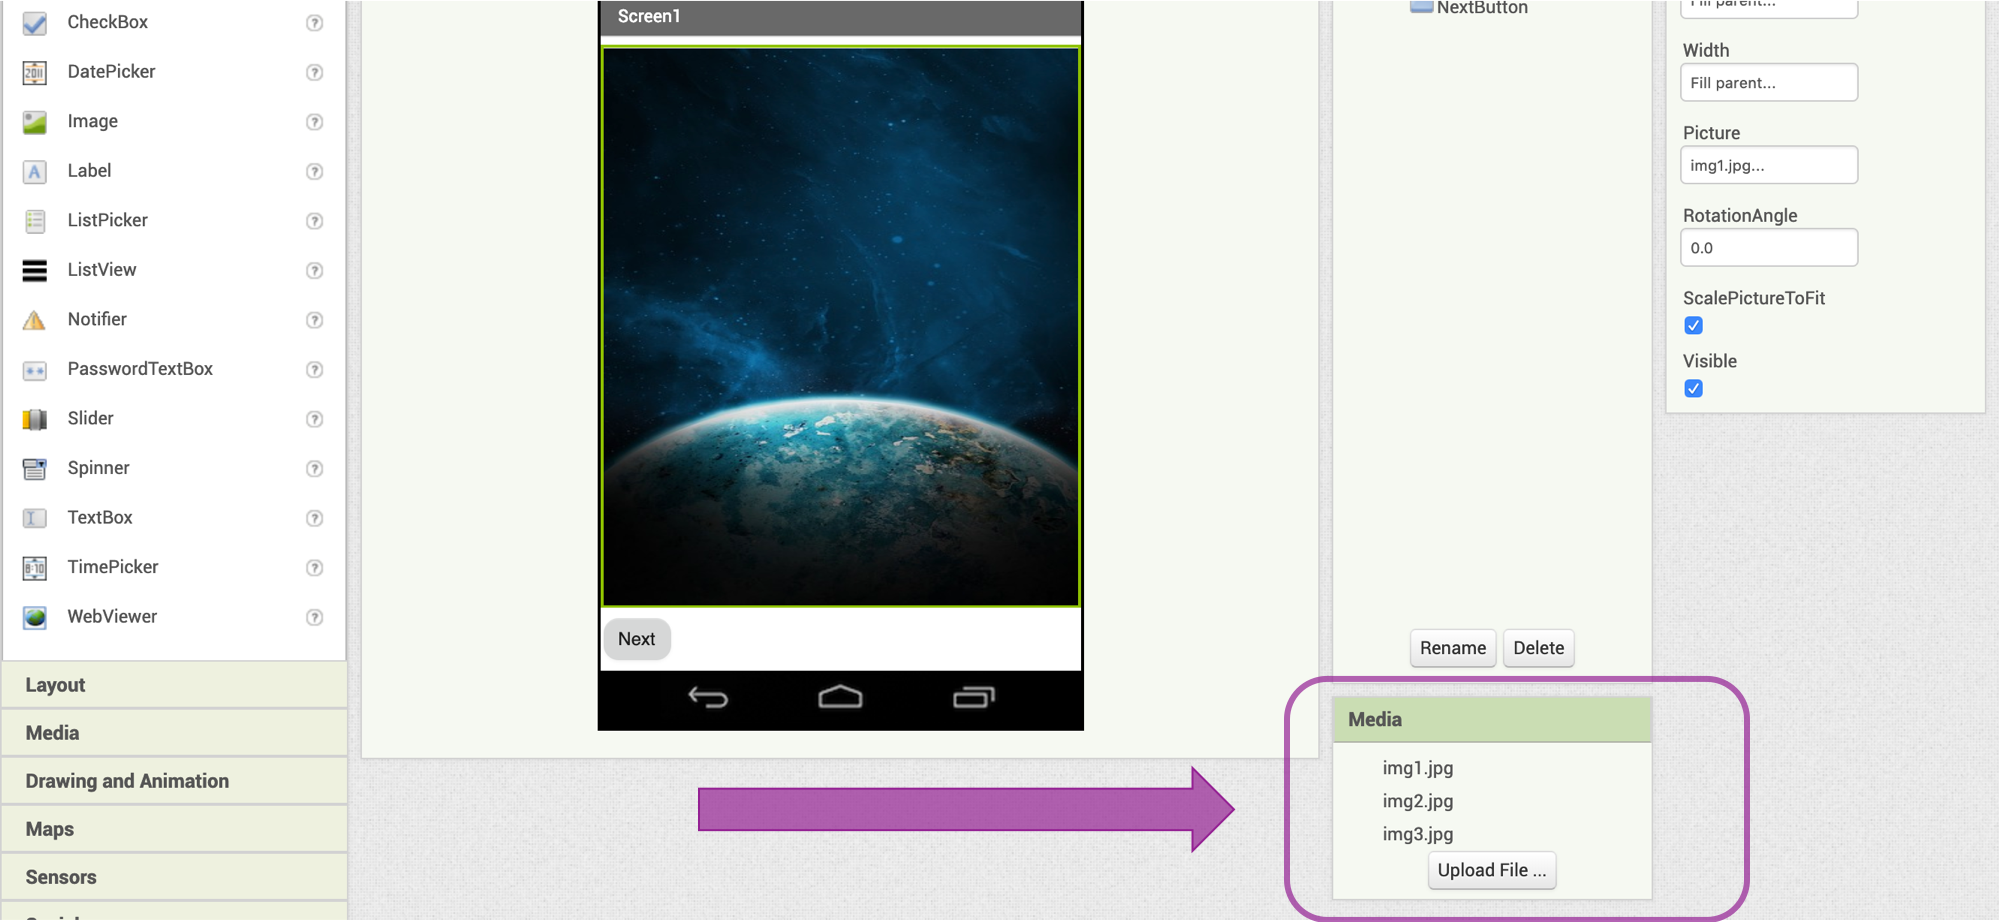 CheckBox
DatePicker
Image
Label
ListPicker
ListView
Notifier
PasswordTextBox
Slider
Spinner
TextBox
TimePicker
WebViewer
Layout
Media
Drawing and Animation
Maps
Sensors
Screen1
Next
NextButton
Rename
Delete
Media
img1.jpg
img2.jpg
img3.jpg
Upload File ...
Fill parent...
Width
Fill parent...
Picture
img1.jpg...
RotationAngle
0.0
ScalePictureToFit
Visible